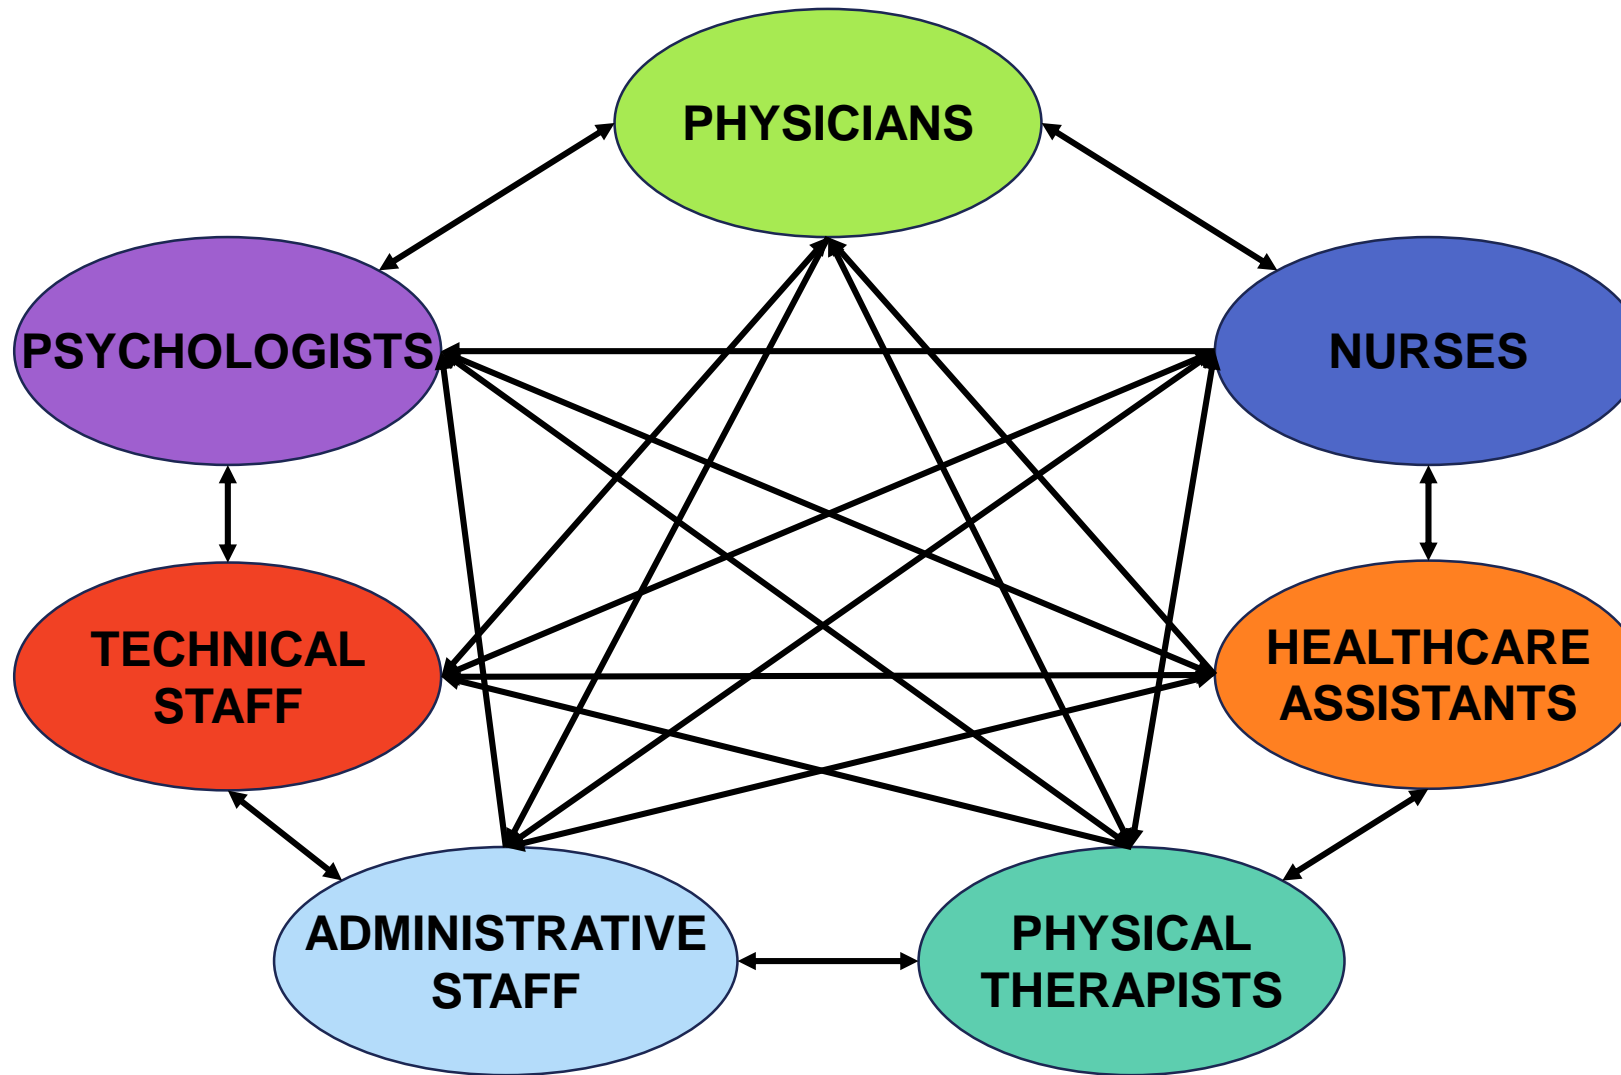 PHYSICIANS
PSYCHOLOGISTS
NURSES
TECHNICAL
STAFF
HEALTHCARE
ASSISTANTS
ADMINISTRATIVE
STAFF
PHYSICAL
THERAPISTS